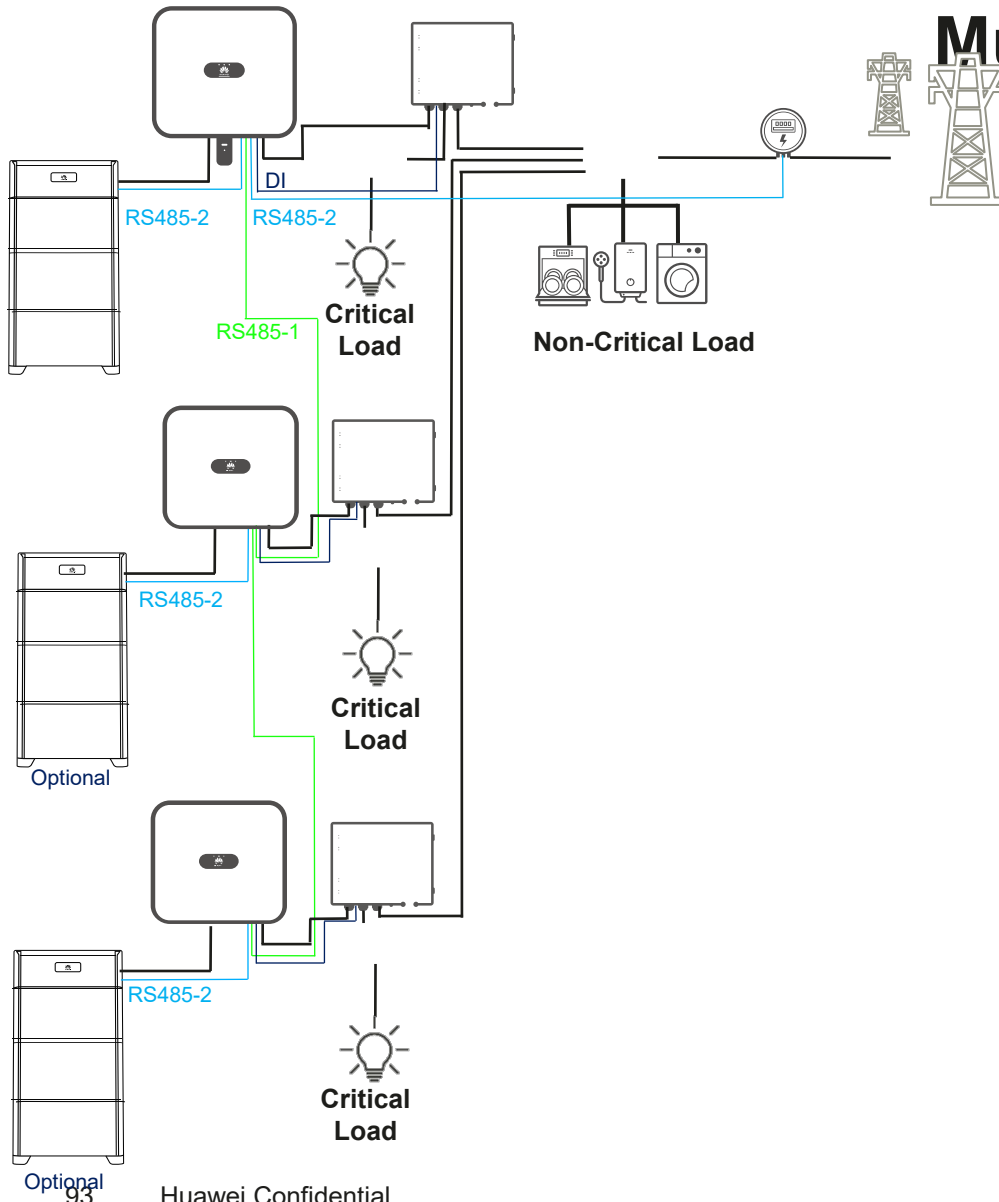 Mu
DI
RS485-2
RS485-2
Critical
Load
RS485-1
Non-Critical Load
RS485-2
Critical
Load
Optional
RS485-2
Critical
Load
Optional
93
Huawei Confidential